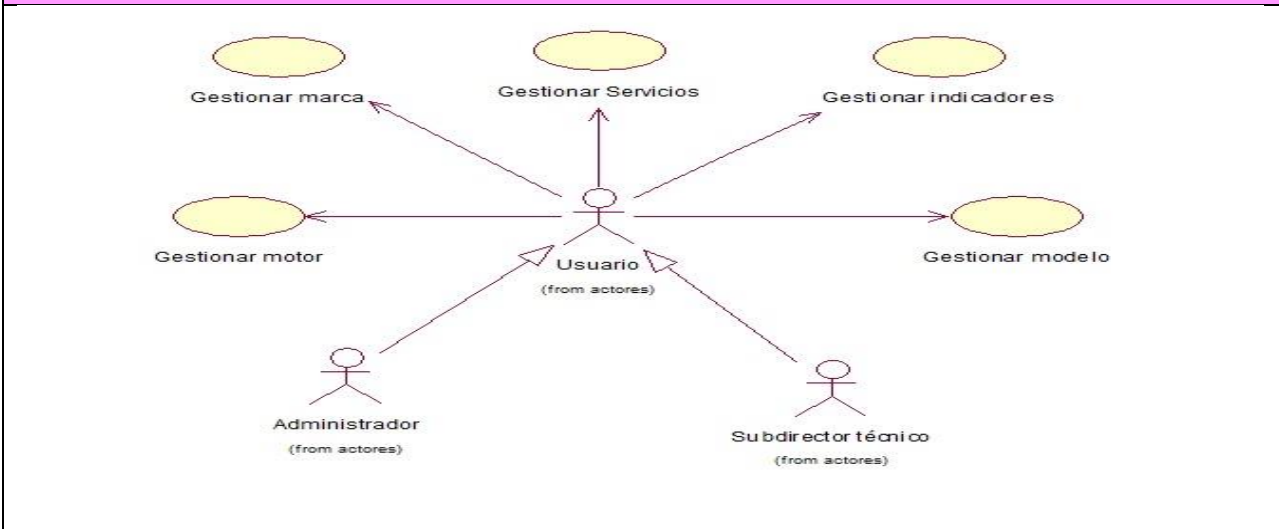 Gestionar marca
Gestionar Servicios
Gestionar indicadores
Gestionar motor
Gestionar modelo
Usuario
(from actores)
Administrador
(from actores)
Subdirector técnico
(from actores)